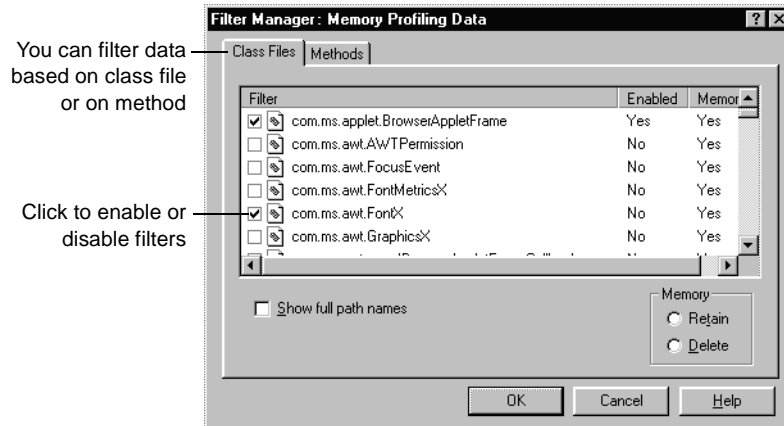 Filter Manager: Memory Profiling Data
You can filter data
based on class file
or on method
Class Files
Methods
Filter Enabled Memor
com.ms.applet.BrowserAppletFrame Yes Yes
com.ms.awt.AWTPermission No Yes
com.ms.awt.FocusEvent No Yes
com.ms.awt.FontMetricsX No Yes
Click to enable or
disable filters
com.ms.awt.FontX No Yes
com.ms.awt.GraphicsX No Yes
Show full path names
Memory
Retain
Delete
OK
Cancel
Help